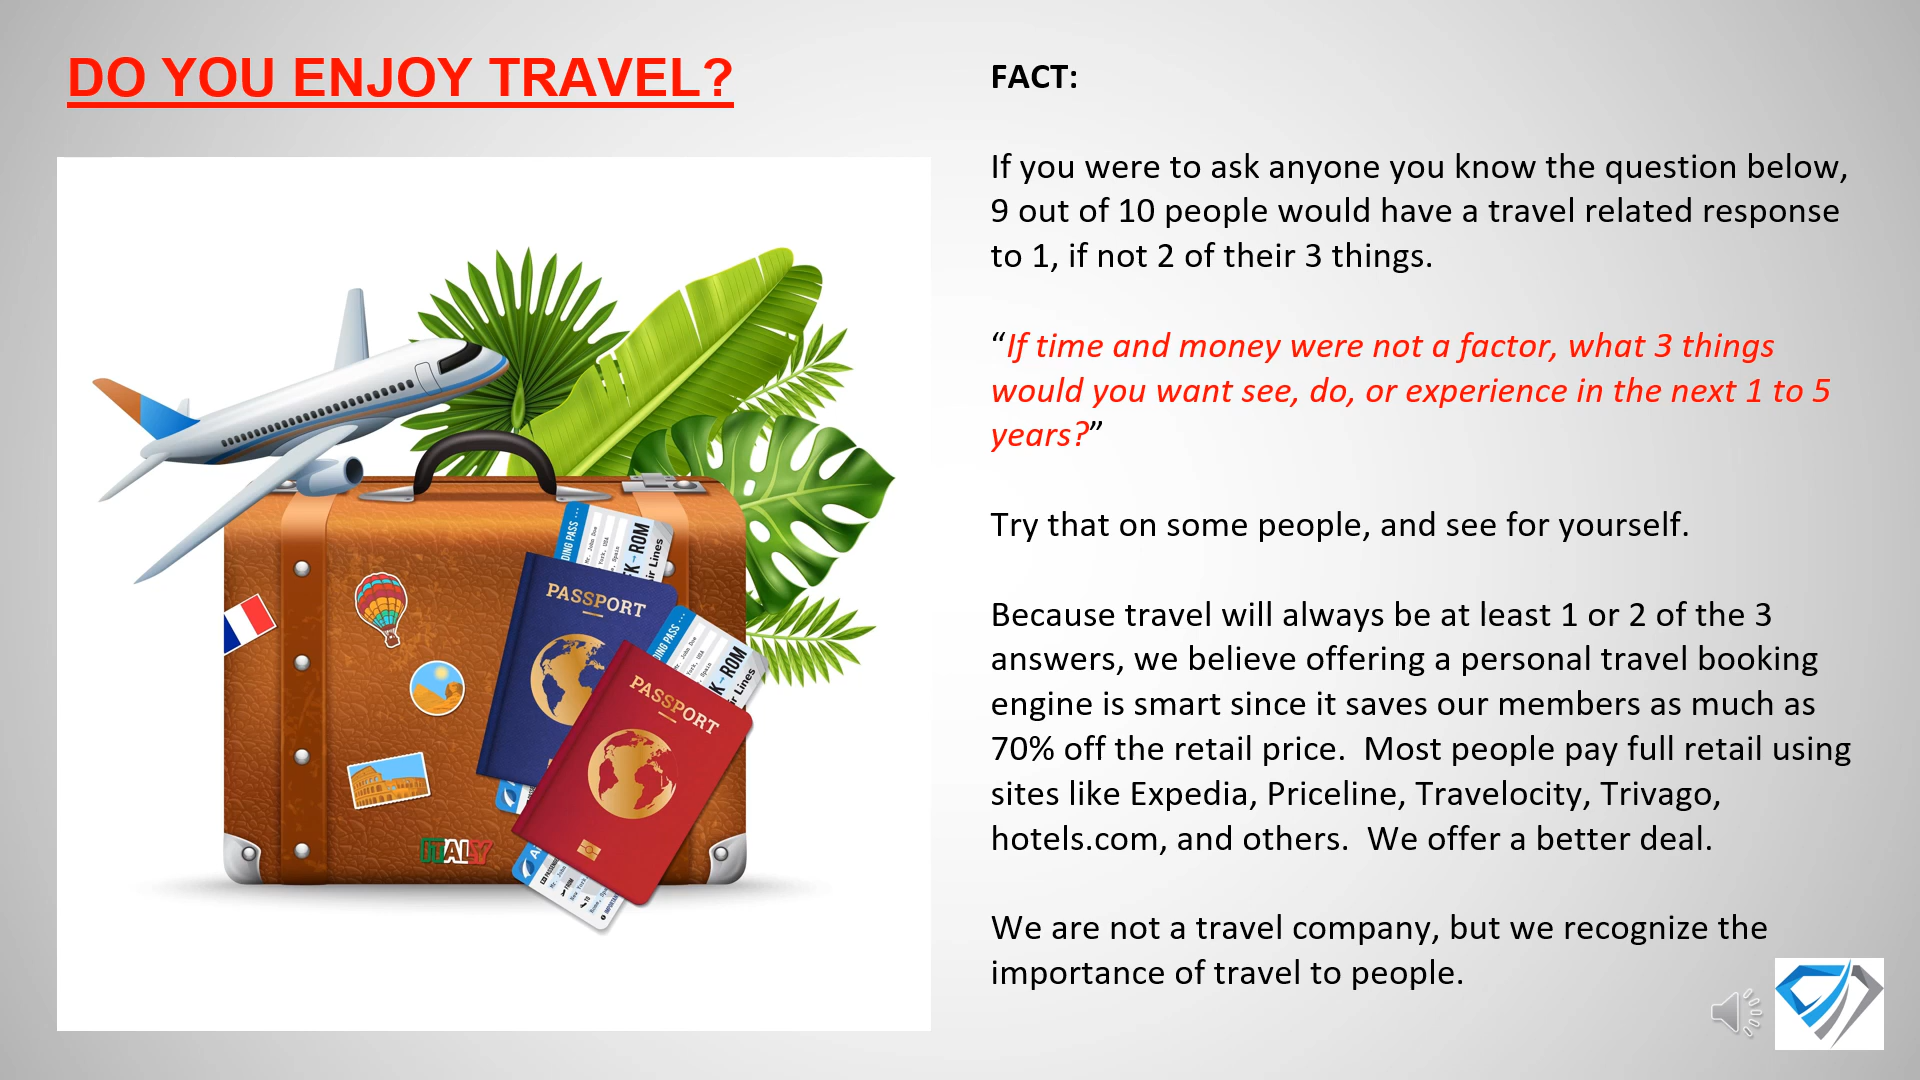 DO YOU ENJOY TRAVEL?
FACT:
If you were to ask anyone you know the question below,
9 out of 10 people would have a travel related response
to 1, if not 2 of their 3 things.
“If time and money were not a factor, what 3 things
would you want see, do, or experience in the next 1 to 5
years?”
Try that on some people, and see for yourself.
Because travel will always be at least 1 or 2 of the 3
answers, we believe offering a personal travel booking
engine is smart since it saves our members as much as
70% off the retail price.  Most people pay full retail using
sites like Expedia, Priceline, Travelocity, Trivago,
hotels.com, and others.  We offer a better deal.
We are not a travel company, but we recognize the
importance of travel to people.
PASSPORT
PASSPORT
ITALY